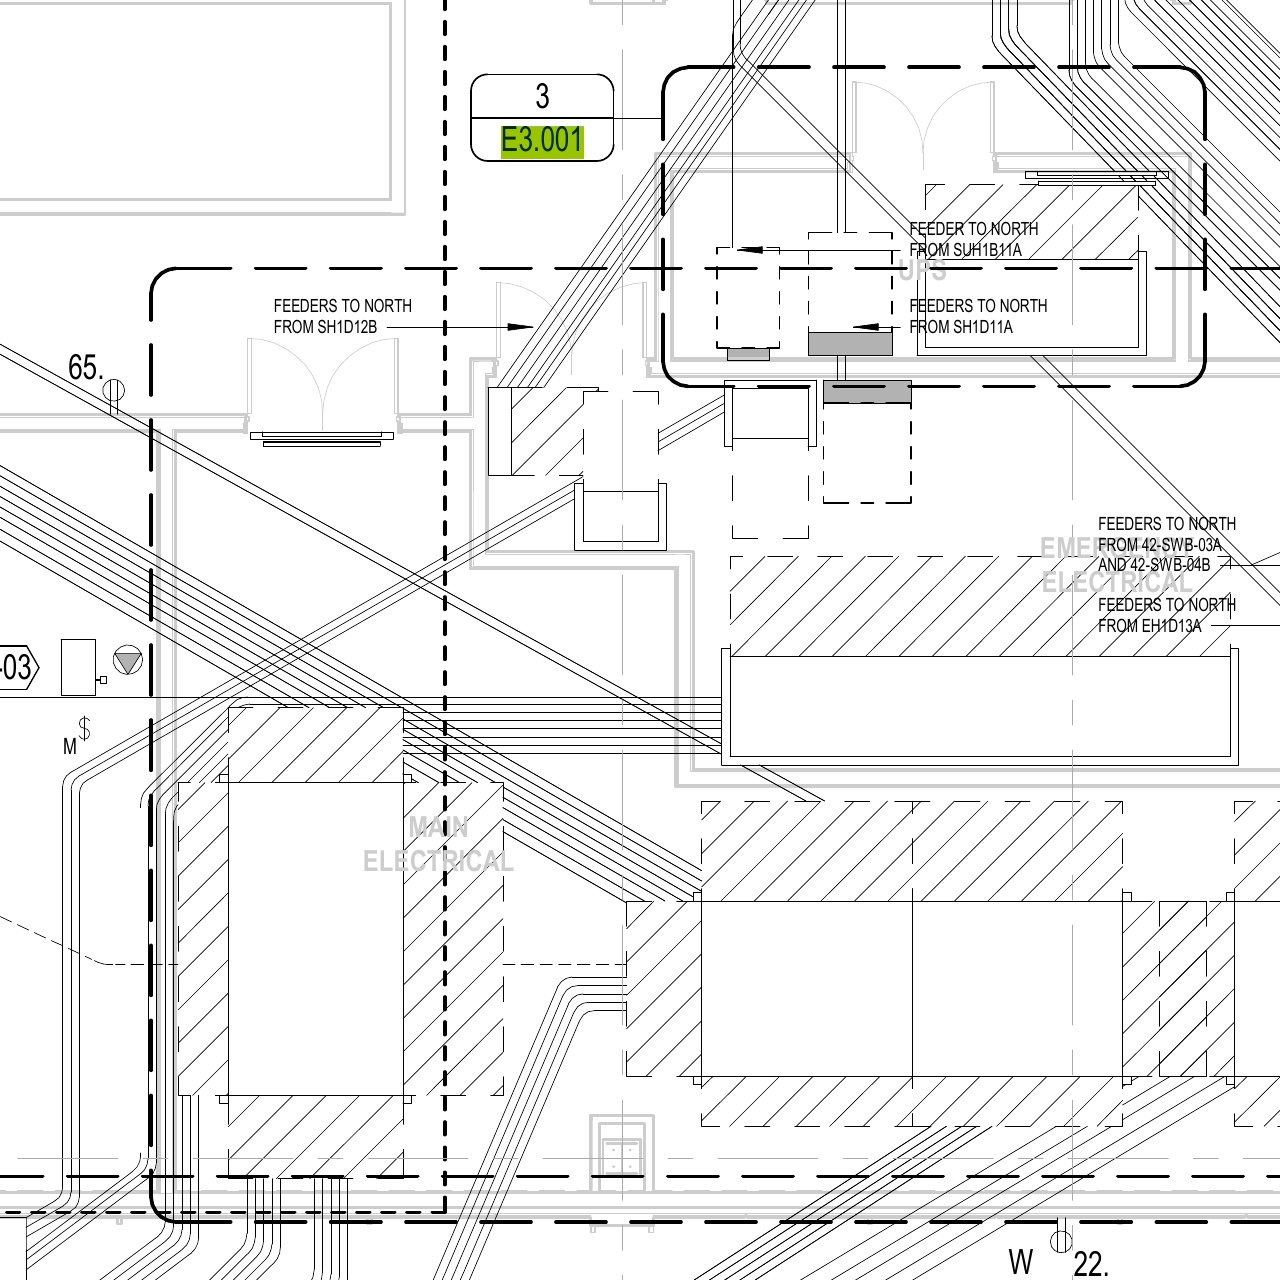 3
E3.001
FEEDER TO NORTH
FROM SUH1B11A
UPS
FEEDERS TO NORTH
FROM SH1D12B
FEEDERS TO NORTH
FROM SH1D11A
65.
FEEDERS TO NORTH
FROM 42-SWB-03A
AND 42-SWB-04B
EMERGENCY
ELECTRICAL
FEEDERS TO NORTH
FROM EH1D13A
-03
$
M
MAIN
ELECTRICAL
W
22.